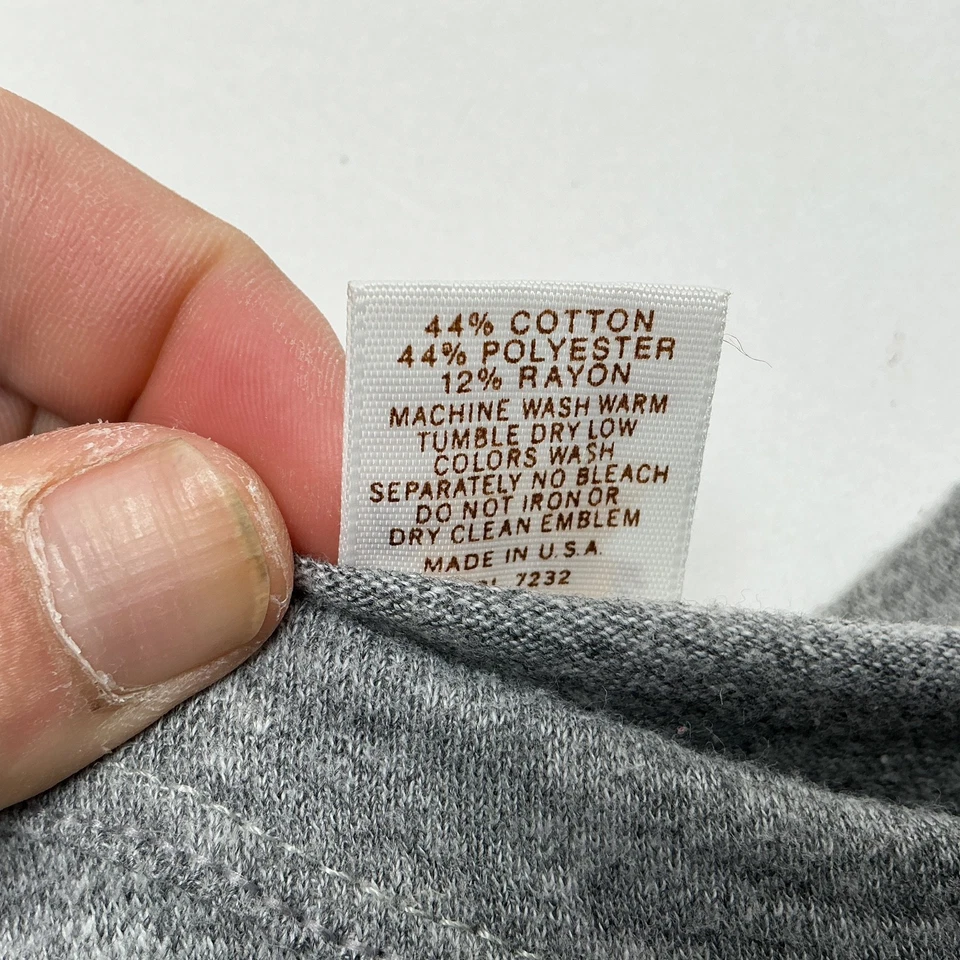 44% COTTON
44% POLYESTER
12% RAYON
MACHINE WASH WARM
TUMBLE DRY LOW
COLORS WASH
SEPARATELY NO BLEACH
DO NOT IRON OR
DRY CLEAN EMBLEM
MADE IN U.S.A.
7232